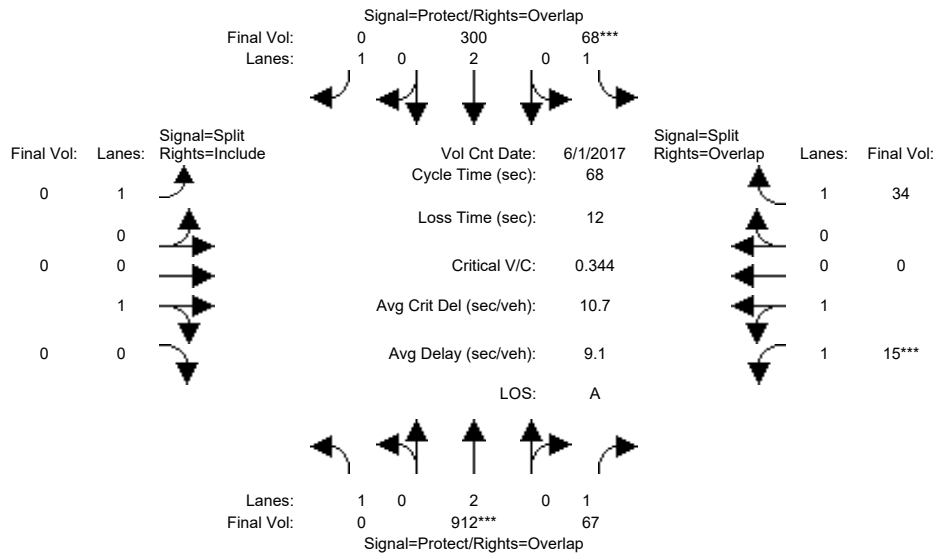 Signal=Protect/Rights=Overlap
Final Vol: 0 300 68***
Lanes: 1 0 2 0 1
Signal=Split
Final Vol: Lanes: Rights=Include
Vol Cnt Date: 6/1/2017
Signal=Split
Rights=Overlap Lanes: Final Vol:
Cycle Time (sec): 68
0 1
1 34
Loss Time (sec): 12
0
0
0 0
Critical V/C: 0.344
0 0
1
Avg Crit Del (sec/veh): 10.7
1
0 0
Avg Delay (sec/veh): 9.1
1 15***
LOS: A
Lanes: 1 0 2 0 1
Final Vol: 0 912*** 67
Signal=Protect/Rights=Overlap